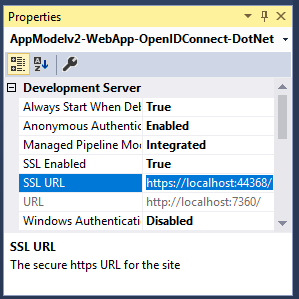 Properties
AppModelv2-WebApp-OpenIDConnect-DotNet
Development Server
Always Start When Del True
Anonymous Authentic Enabled
Managed Pipeline Moc Integrated
SSL Enabled True
SSL URL https://localhost:44368/
URL http://localhost:7360/
Windows Authenticati Disabled
SSL URL
The secure https URL for the site